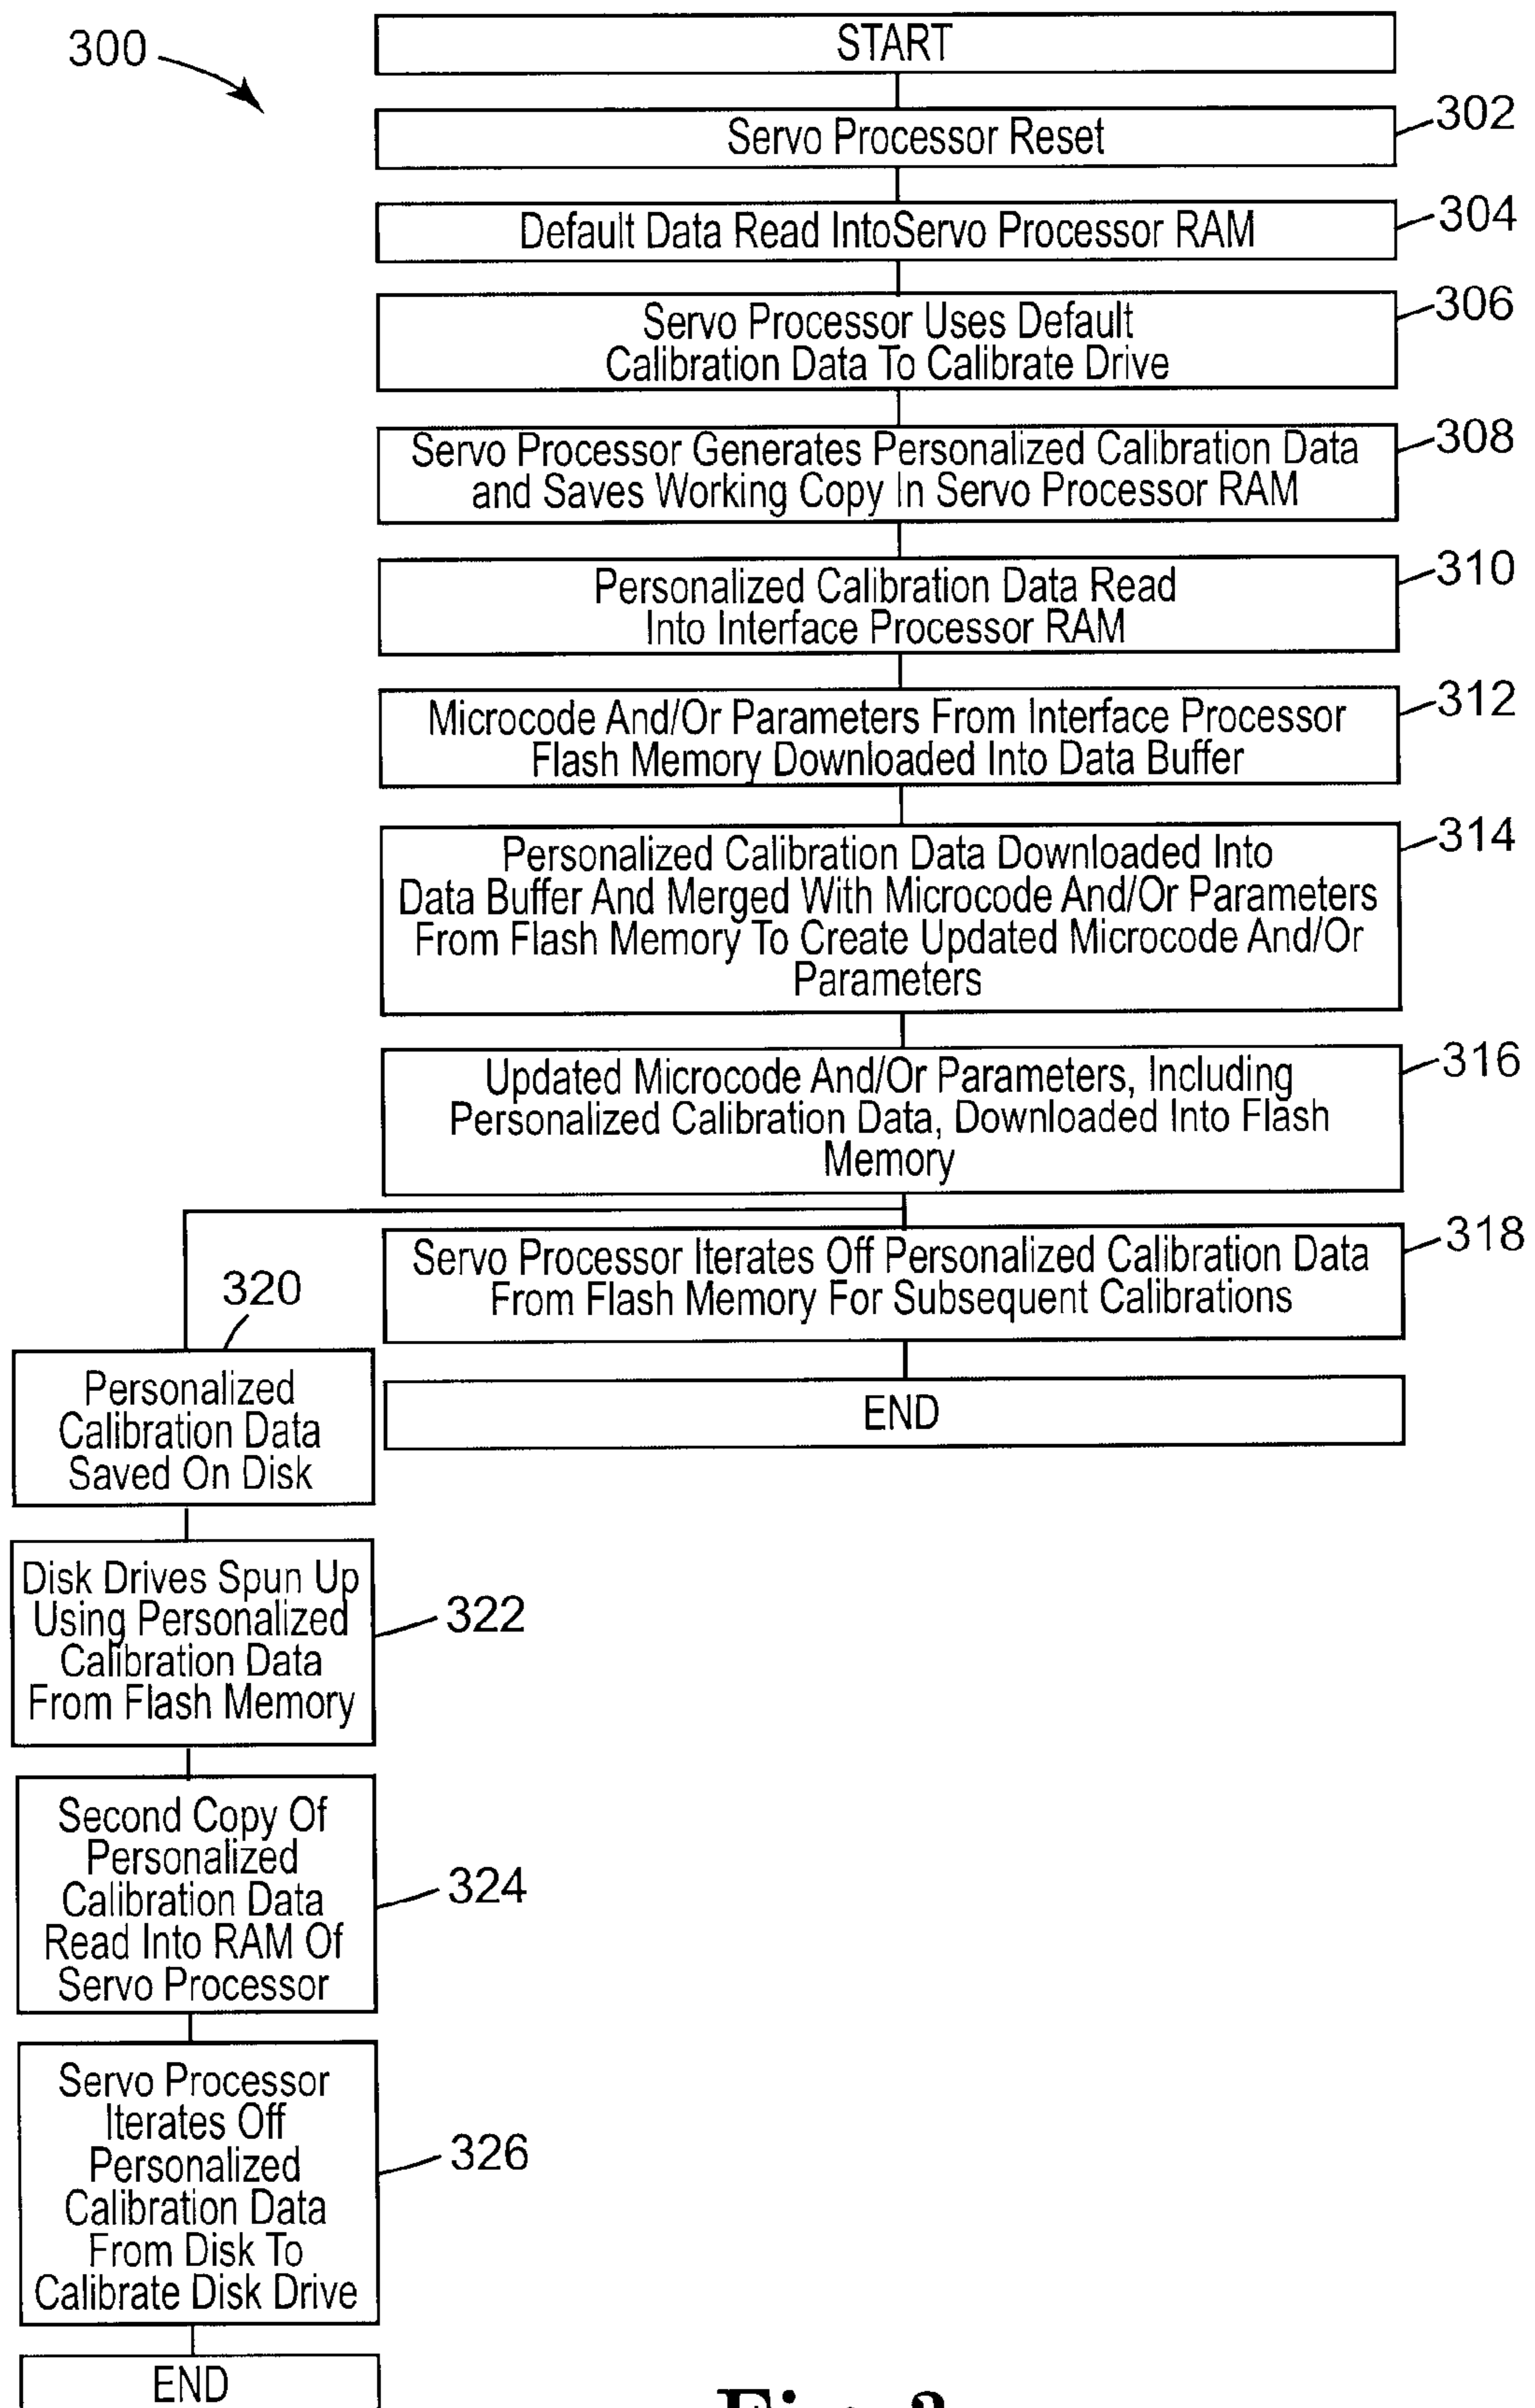 300
START
Servo Processor Reset
302
Default Data Read IntoServo Processor RAM
304
Servo Processor Uses Default
Calibration Data To Calibrate Drive
306
Servo Processor Generates Personalized Calibration Data
and Saves Working Copy In Servo Processor RAM
308
Personalized Calibration Data Read
Into Interface Processor RAM
310
Microcode And/Or Parameters From Interface Processor
Flash Memory Downloaded Into Data Buffer
312
Personalized Calibration Data Downloaded Into
Data Buffer And Merged With Microcode And/Or Parameters
From Flash Memory To Create Updated Microcode And/Or
Parameters
314
Updated Microcode And/Or Parameters, Including
Personalized Calibration Data, Downloaded Into Flash
Memory
316
Servo Processor Iterates Off Personalized Calibration Data
From Flash Memory For Subsequent Calibrations
318
END
320
Personalized
Calibration Data
Saved On Disk
Disk Drives Spun Up
Using Personalized
Calibration Data
From Flash Memory
322
Second Copy Of
Personalized
Calibration Data
Read Into RAM Of
Servo Processor
324
Servo Processor
Iterates Off
Personalized
Calibration Data
From Disk To
Calibrate Disk Drive
326
END